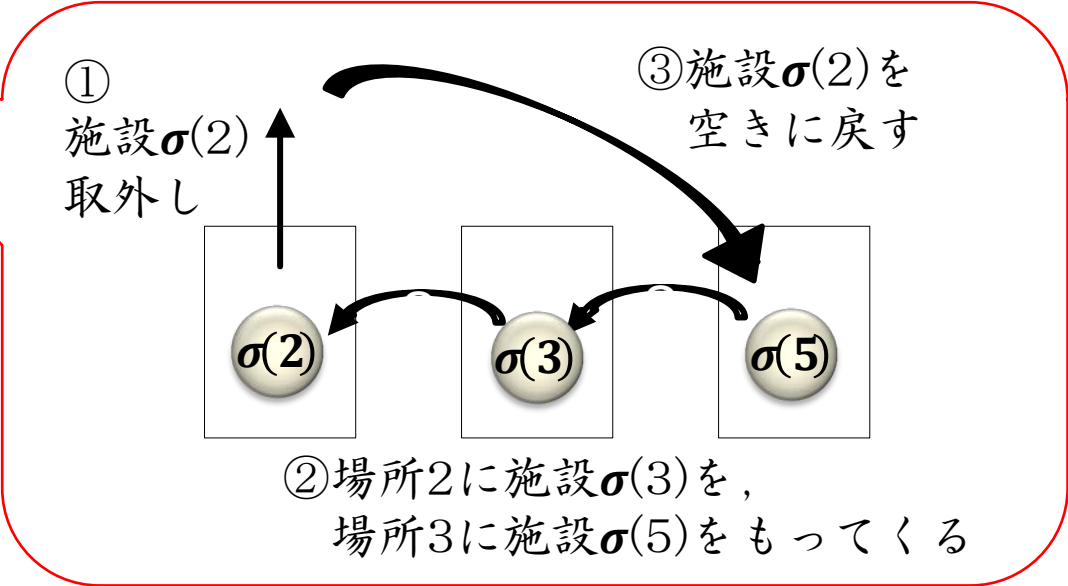 ①
施設σ(2)
取外し
③施設σ(2)を
空きに戻す
σ(2)
σ(3)
σ(5)
②場所2に施設σ(3)を,
場所3に施設σ(5)をもってくる